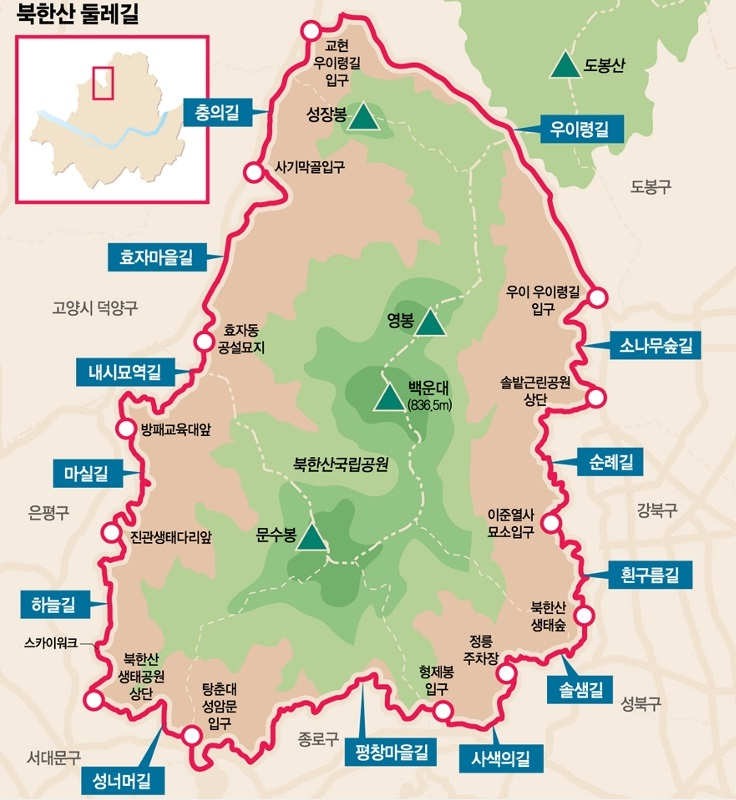 북한산 둘레길
교현
우이령길
입구
도봉산
성장봉
충의길
우이령길
사기막골입구
도봉구
효자마을길
우이 우이령길
입구
고양시 덕양구
영봉
효자동
공설묘지
소나무숲길
내시묘역길
백운대
(836.5m)
솔밭근린공원
상단
방패교육대앞
북한산국립공원
순례길
마실길
은평구
이준열사
묘소입구
강북구
진관생태다리앞
문수봉
흰구름길
하늘길
북한산
생태숲
스카이워크
정릉
주차장
북한산
생태공원
상단
형제봉
입구
솔샘길
탕춘대
성암문
입구
성북구
종로구
평창마을길
사색의길
서대문구
성너머길